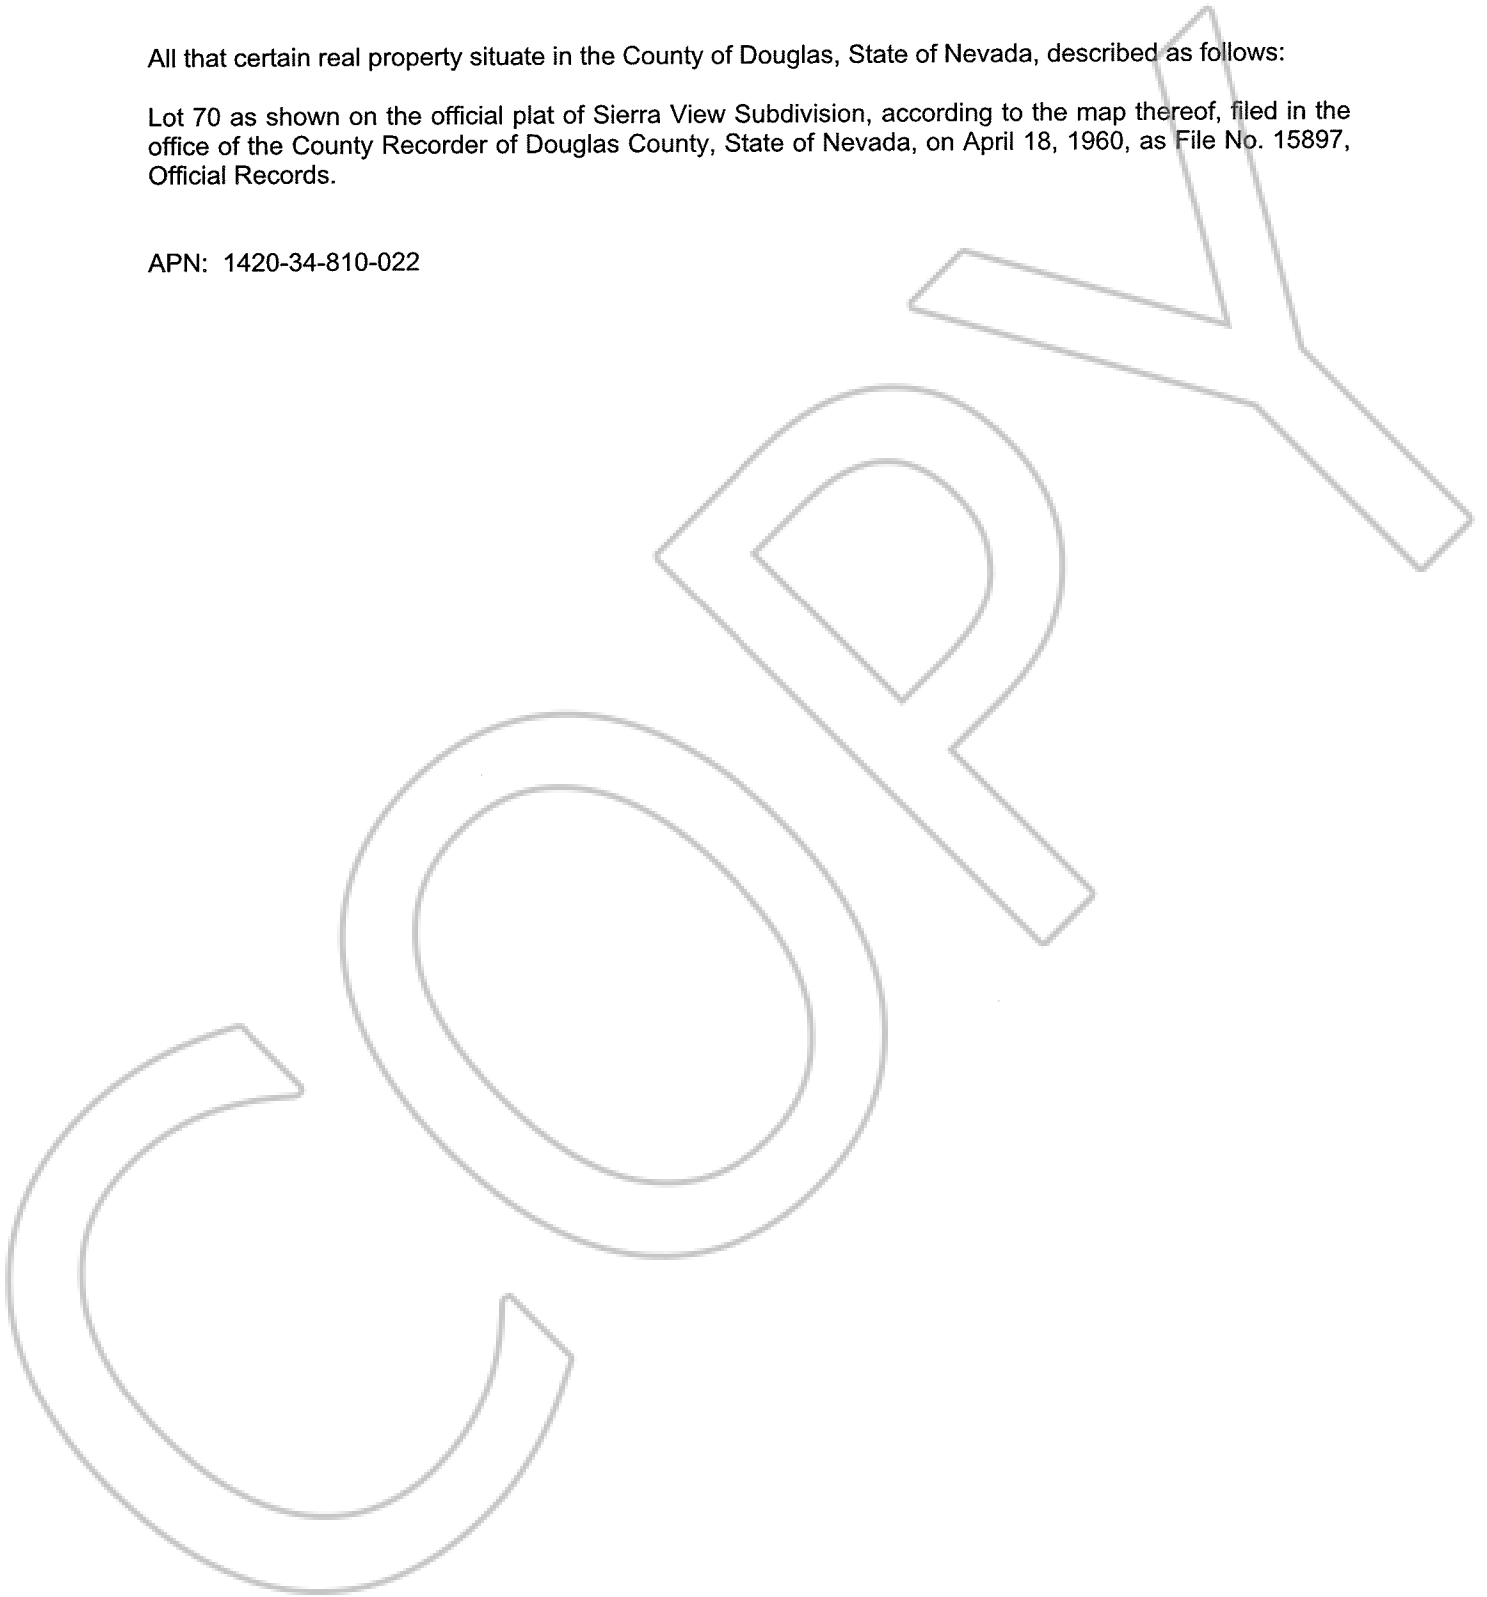 All that certain real property situate in the County of Douglas, State of Nevada, described as follows:
Lot 70 as shown on the official plat of Sierra View Subdivision, according to the map thereof, filed in the
office of the County Recorder of Douglas County, State of Nevada, on April 18, 1960, as File No. 15897,
Official Records.
APN: 1420-34-810-022
COPY